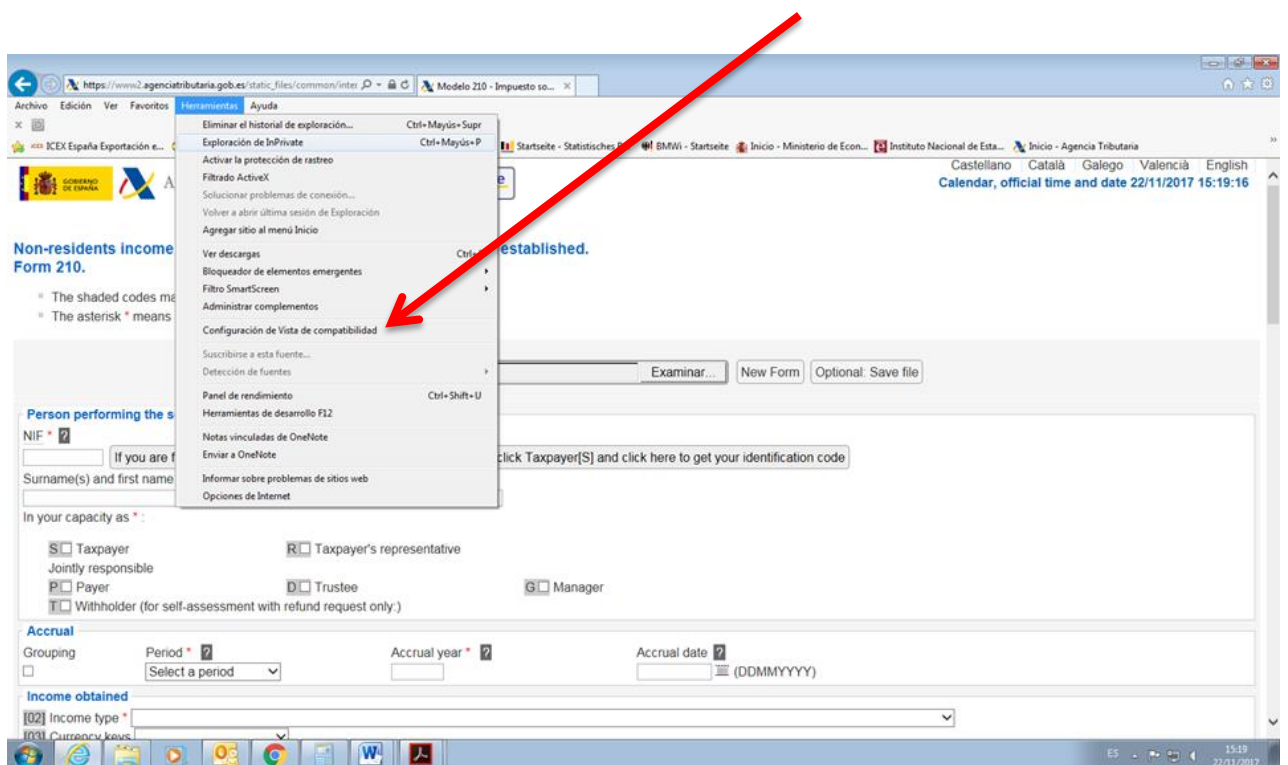 https://www2.agenciatributaria.gob.es/static_files/common/inter
Modelo 210 - Impuesto so...
Archivo Edición Ver Favoritos Herramientas Ayuda
ICEX España Exportación e...
Startseite - Statistisches
BMWi - Startseite
Inicio - Ministerio de Econ...
Instituto Nacional de Esta...
Inicio - Agencia Tributaria
Eliminar el historial de exploración... Ctrl+Mayús+Supr
Exploración de InPrivate Ctrl+Mayús+P
Activar la protección de rastreo
Filtrado ActiveX
Solucionar problemas de conexión...
Volver a abrir última sesión de Exploración
Agregar sitio al menú Inicio
Ver descargas
Bloqueador de elementos emergentes
Filtro SmartScreen
Administrar complementos
Configuración de Vista de compatibilidad
Suscribirse a esta fuente...
Detección de fuentes
Panel de rendimiento Ctrl+Shift+U
Herramientas de desarrollo F12
Notas vinculadas de OneNote
Enviar a OneNote
Informar sobre problemas de sitios web
Opciones de Internet
GOBIERNO
DE ESPAÑA
A
Castellano Català Galego Valencià English
Calendar, official time and date 22/11/2017 15:19:16
Non-residents income
established.
Form 210.
The shaded codes ma
The asterisk * means
Examinar... New Form Optional: Save file
Person performing the s
NIF *
If you are f
click Taxpayer[S] and click here to get your identification code
Surname(s) and first name
In your capacity as * :
S Taxpayer R Taxpayer's representative
Jointly responsible
P Payer D Trustee G Manager
T Withholder (for self-assessment with refund request only:)
Accrual
Grouping Period * ? Accrual year * ? Accrual date ?
Select a period (DDMMYYYY)
Income obtained
[02] Income type *
[03] Currency keys
ES 15:19
22/11/2017